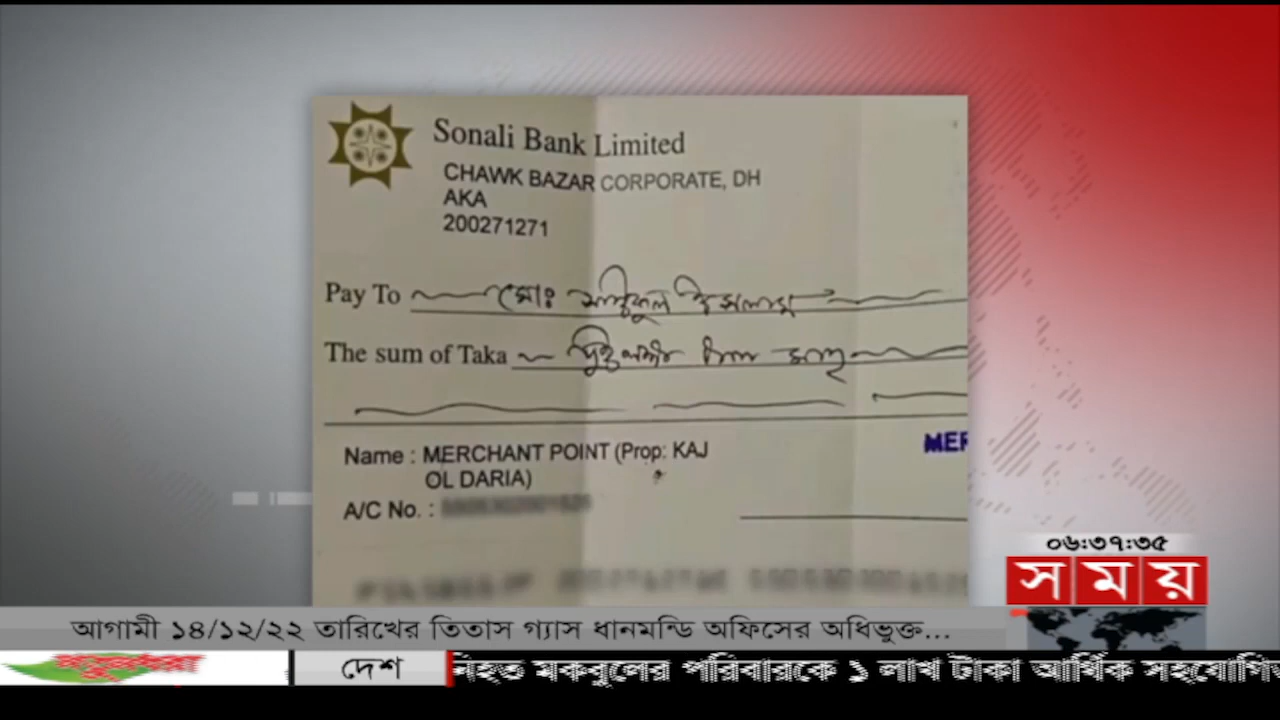 Sonali Bank Limited
CHAWK BAZAR CORPORATE, DH
AKA
200271271
Pay To মোঃ ইসলাম
The sum of Taka মাত্র
Name : MERCHANT POINT (Prop: KAJ
OL DARIA)
MER
A/C No. :
০৬:৩৭:৩৫
সময়
আগামী ১৪/১২/২২ তারিখের তিতাস গ্যাস ধানমন্ডি অফিসের অধিভুক্ত...
দেশ
নিহত মকবুলের পরিবারকে ১ লাখ টাকা আর্থিক সহযোগিত